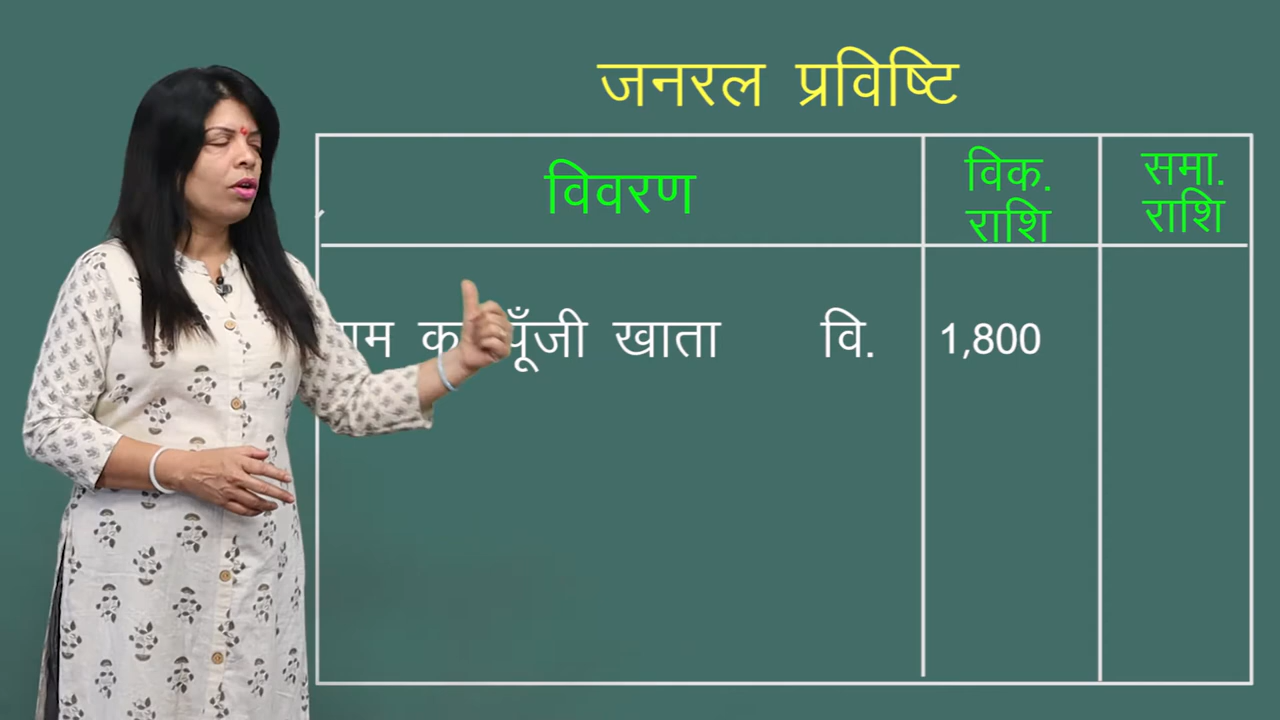 जनरल प्रविष्टि
विवरण
विक.
राशि
समा.
राशि
पूँजी खाता वि. 1,800